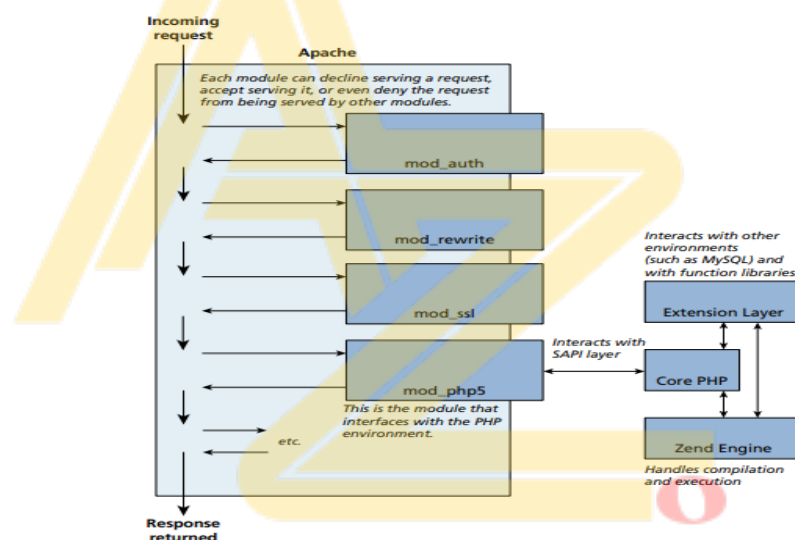 Incoming
request
Apache
Each module can decline serving a request,
accept serving it, or even deny the request
from being served by other modules.
mod_auth
mod_rewrite
mod_ssl
mod_php5
This is the module that
interfaces with the PHP
environment.
etc.
Response
returned
Interacts with
SAPI layer
Interacts with other
environments
(such as MySQL) and
with function libraries
Extension Layer
Core PHP
Zend Engine
Handles compilation
and execution
AZ
o